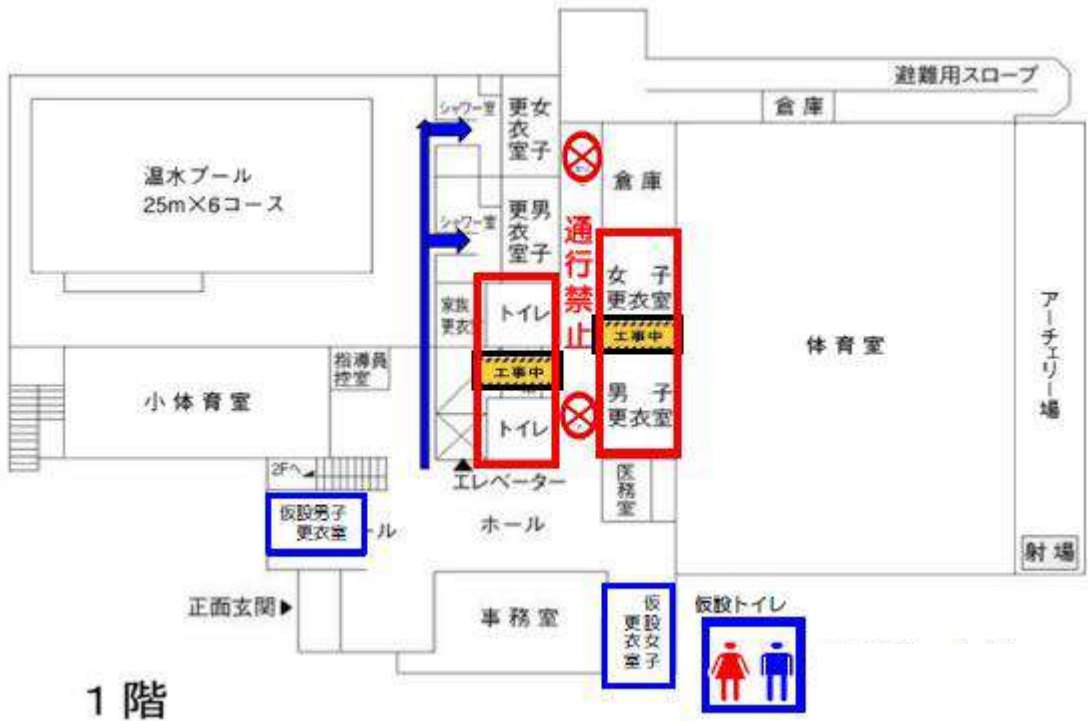 避難用スロープ
倉庫
シャワー室
女子
更衣室
温水プール
25m×6コース
倉庫
シャワー室
男子
更衣室
通行禁止
女子
更衣室
家族
更衣
トイレ
工事中
体育室
アーチェリー場
指導員
控室
工事中
小体育室
男子
更衣室
トイレ
2Fへ
エレベーター
医務室
仮設男子
更衣室
ール
ホール
射場
正面玄関▶
事務室
仮設女子
更衣室
仮設トイレ
1階